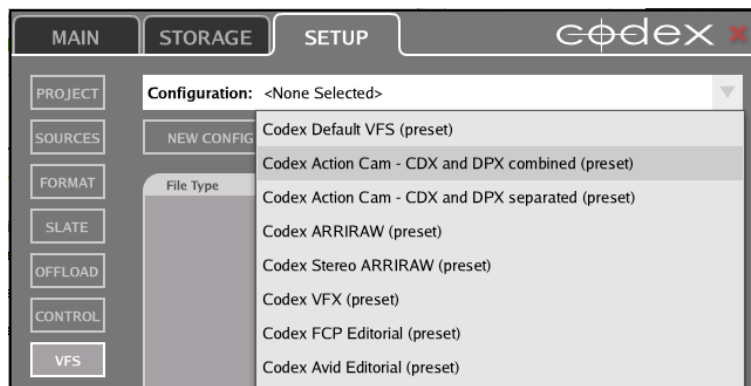 MAIN STORAGE SETUP codex
PROJECT Configuration: <None Selected>
SOURCES NEW CONFIG Codex Default VFS (preset)
Codex Action Cam - CDX and DPX combined (preset)
FORMAT File Type Codex Action Cam - CDX and DPX separated (preset)
SLATE Codex ARRIRAW (preset)
OFFLOAD Codex Stereo ARRIRAW (preset)
CONTROL Codex VFX (preset)
Codex FCP Editorial (preset)
VFS Codex Avid Editorial (preset)